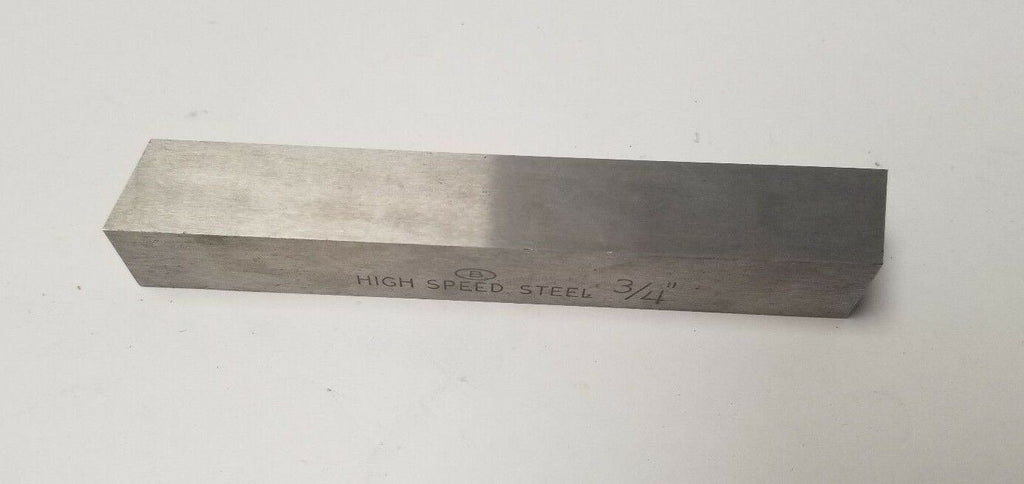 B
HIGH SPEED STEEL 3/4"